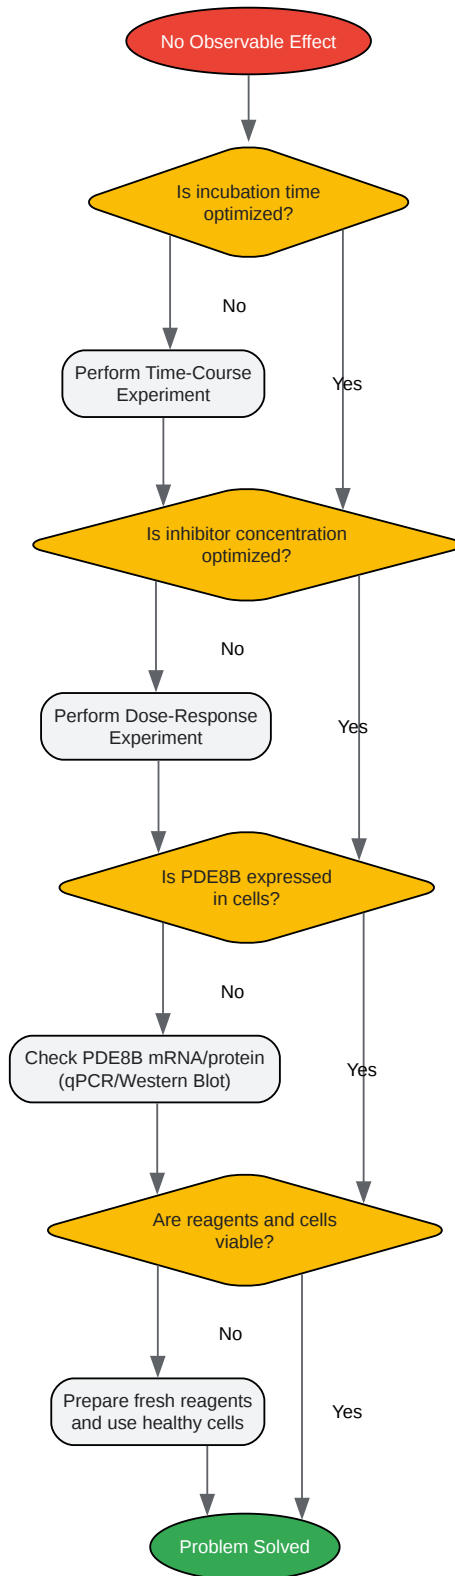 No Observable Effect
Is incubation time
optimized?
No
Perform Time-Course
Experiment
Yes
Is inhibitor concentration
optimized?
No
Perform Dose-Response
Experiment
Yes
Is PDE8B expressed
in cells?
No
Check PDE8B mRNA/protein
(qPCR/Western Blot)
Yes
Are reagents and cells
viable?
No
Prepare fresh reagents
and use healthy cells
Yes
Problem Solved